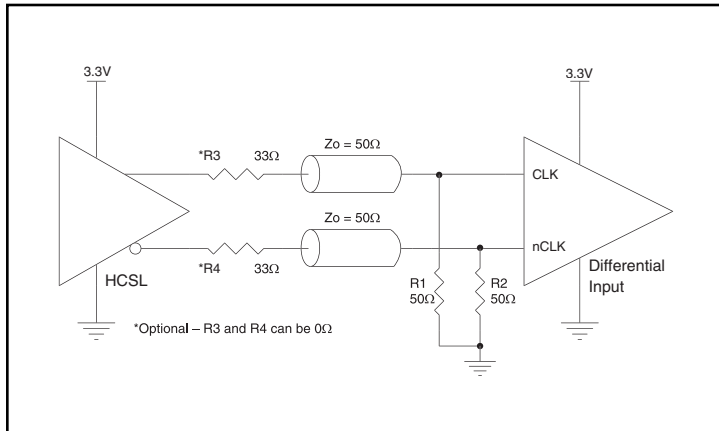 3.3V
3.3V
*R3 33Ω
Zo = 50Ω
CLK
Zo = 50Ω
nCLK
HCSL
*R4 33Ω
R1
50Ω
R2
50Ω
Differential
Input
*Optional – R3 and R4 can be 0Ω